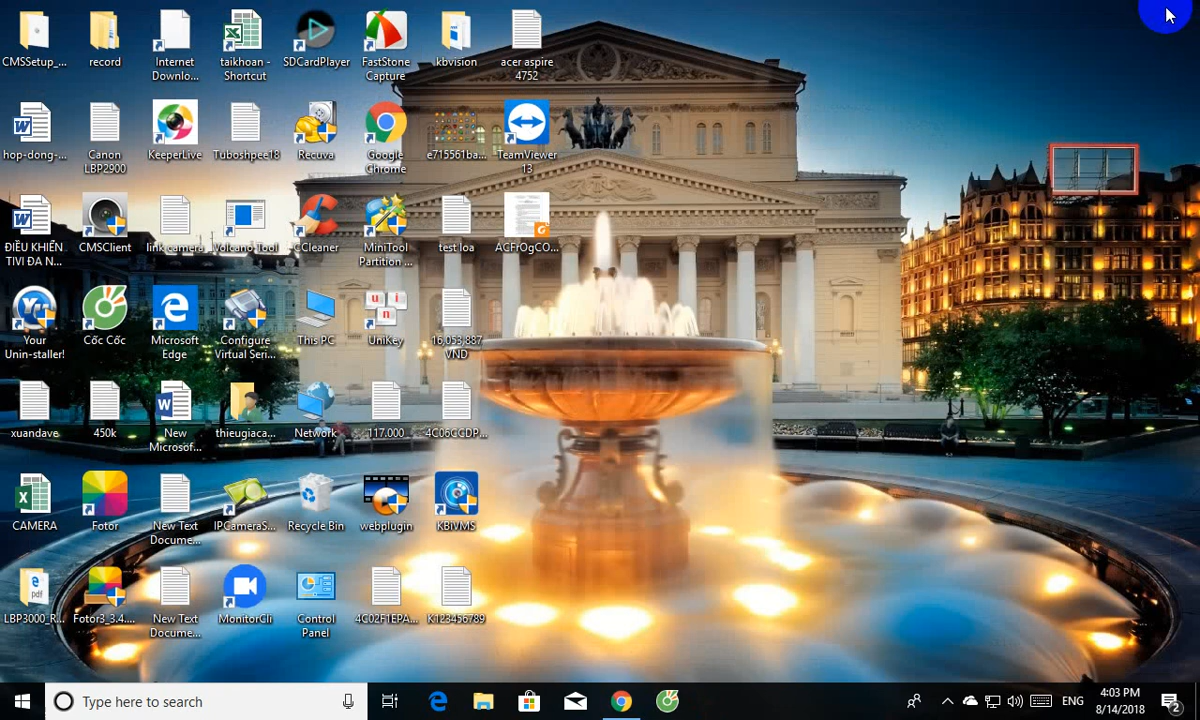 CMSSetup_...
record
Internet
Downlo...
taikhoan -
Shortcut
SDCardPlayer
FastStone
Capture
kbvision
acer aspire
4752
hop-dong-...
Canon
LBP2900
KeeperLive
Tuboshpee18
Recuva
Google
Chrome
e715561ba...
TeamViewer
13
ĐIỀU KHIỂN
TIVI ĐA N...
CMSClient
link camera
Volcano Tool
CCleaner
MiniTool
Partition ...
test loa
AGFrOgCO...
Your
Unin-staller!
Cốc Cốc
Microsoft
Edge
Configure
Virtual Seri...
This PC
UniKey
16,053,887
VND
xuandave
450k
New
Microsof...
thieugiaca...
Network
117.000
4C06CCDP...
CAMERA
Fotor
New Text
Docume...
IPCameraS...
Recycle Bin
webplugin
KBiVMS
LBP3000_R...
Fotor3_3.4....
New Text
Docume...
MonitorCli
Control
Panel
4C02F1EPA...
K123456789
Type here to search
ENG
4:03 PM
8/14/2018
2